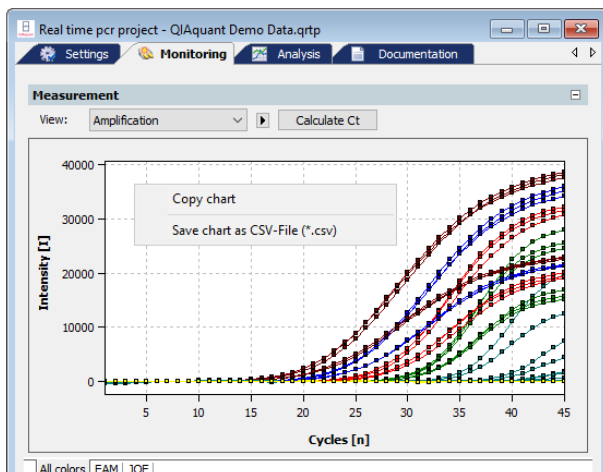 Real time pcr project - QIAquant Demo Data.qrtp
Settings Monitoring Analysis Documentation
Measurement
View: Amplification Calculate Ct
40000
Copy chart
Save chart as CSV-File (*.csv)
30000
20000
10000
0
Intensity [I]
5 10 15 20 25 30 35 40 45
Cycles [n]
All colors FAM JOE